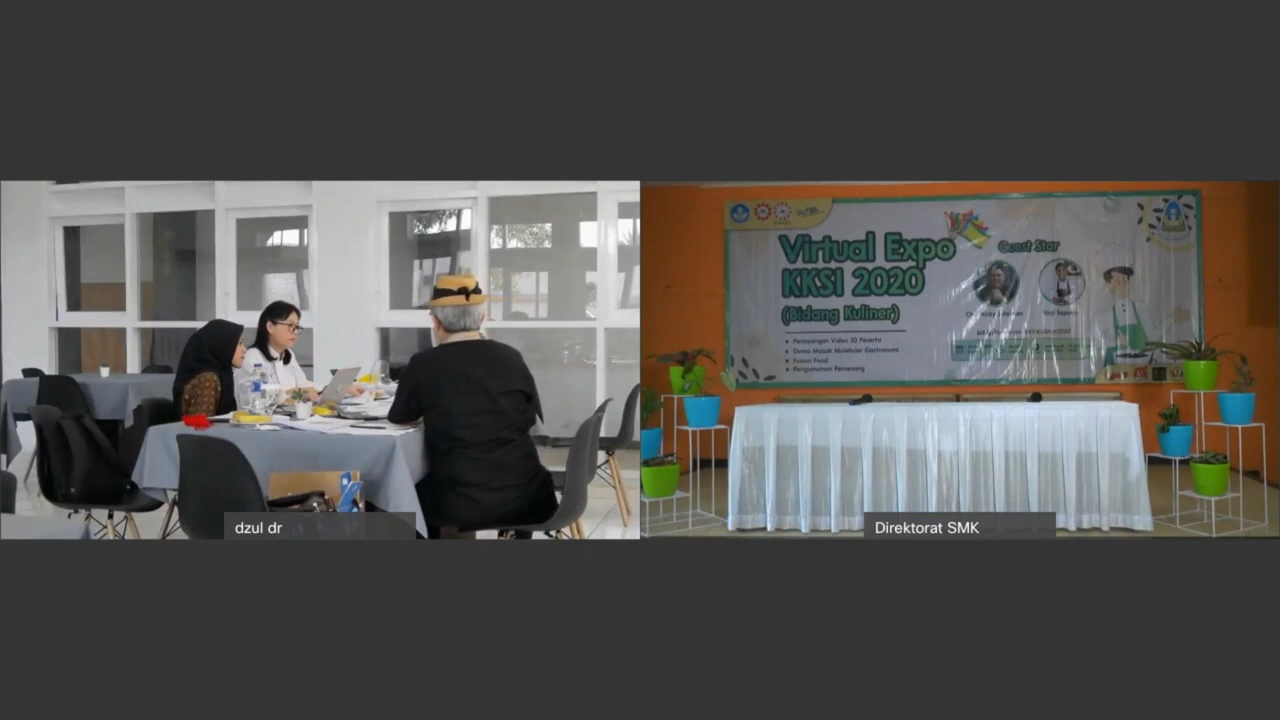 Virtual Expo
KKSI 2020
(Bidang Kuliner)
Penayangan Video 10 Peserta
Demo Masak Molekuler Gastronomi
Fusion Food
Pengumuman Pemenang
Guest Star
dzul dr
Direktorat SMK